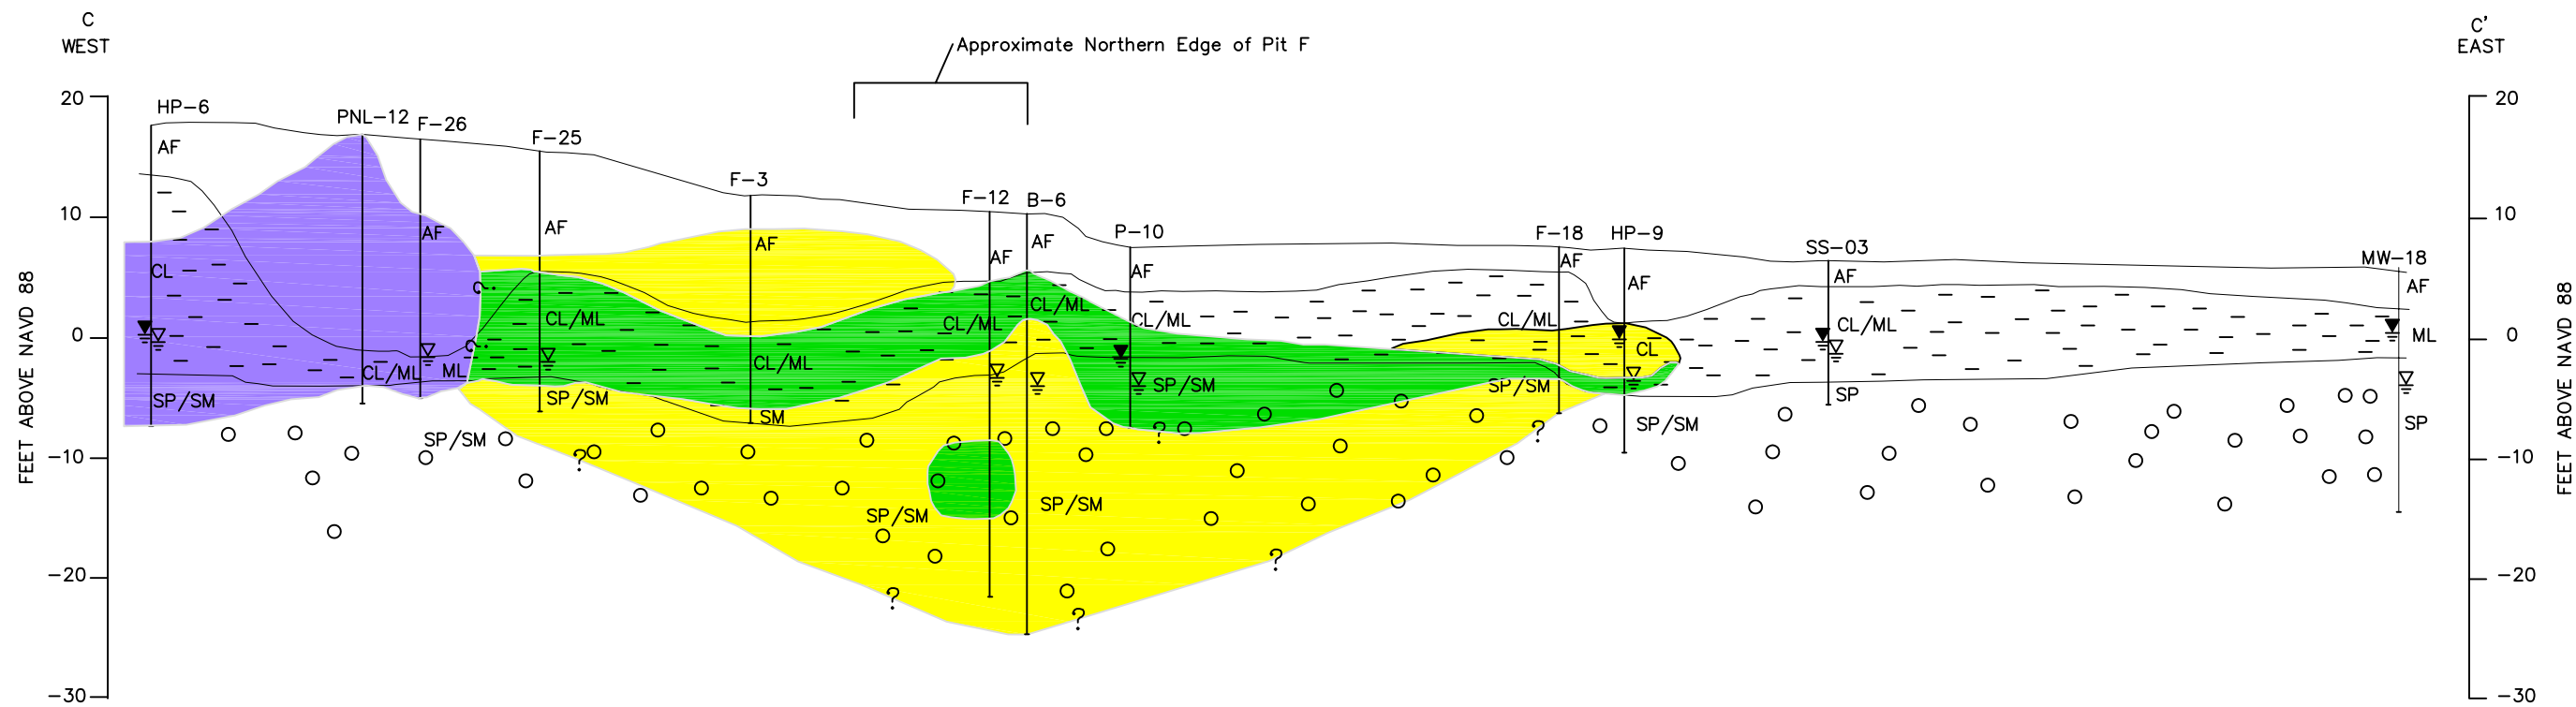 C
WEST
C'
EAST
Approximate Northern Edge of Pit F
20
10
0
-10
-20
-30
FEET ABOVE NAVD 88
HP-6
PNL-12
F-26
F-25
F-3
F-12
B-6
P-10
F-18
HP-9
SS-03
MW-18
AF
AF
AF
AF
AF
AF
AF
AF
AF
AF
AF
CL
CL/ML
ML
SP/SM
SP/SM
?
?
CL/ML
SP/SM
?
CL/ML
SM
CL/ML
CL/ML
SP/SM
SP/SM
?
?
CL/ML
SP/SM
?
?
CL/ML
SP/SM
?
CL
SP/SM
CL/ML
SP
ML
SP
20
10
0
-10
-20
-30
FEET ABOVE NAVD 88